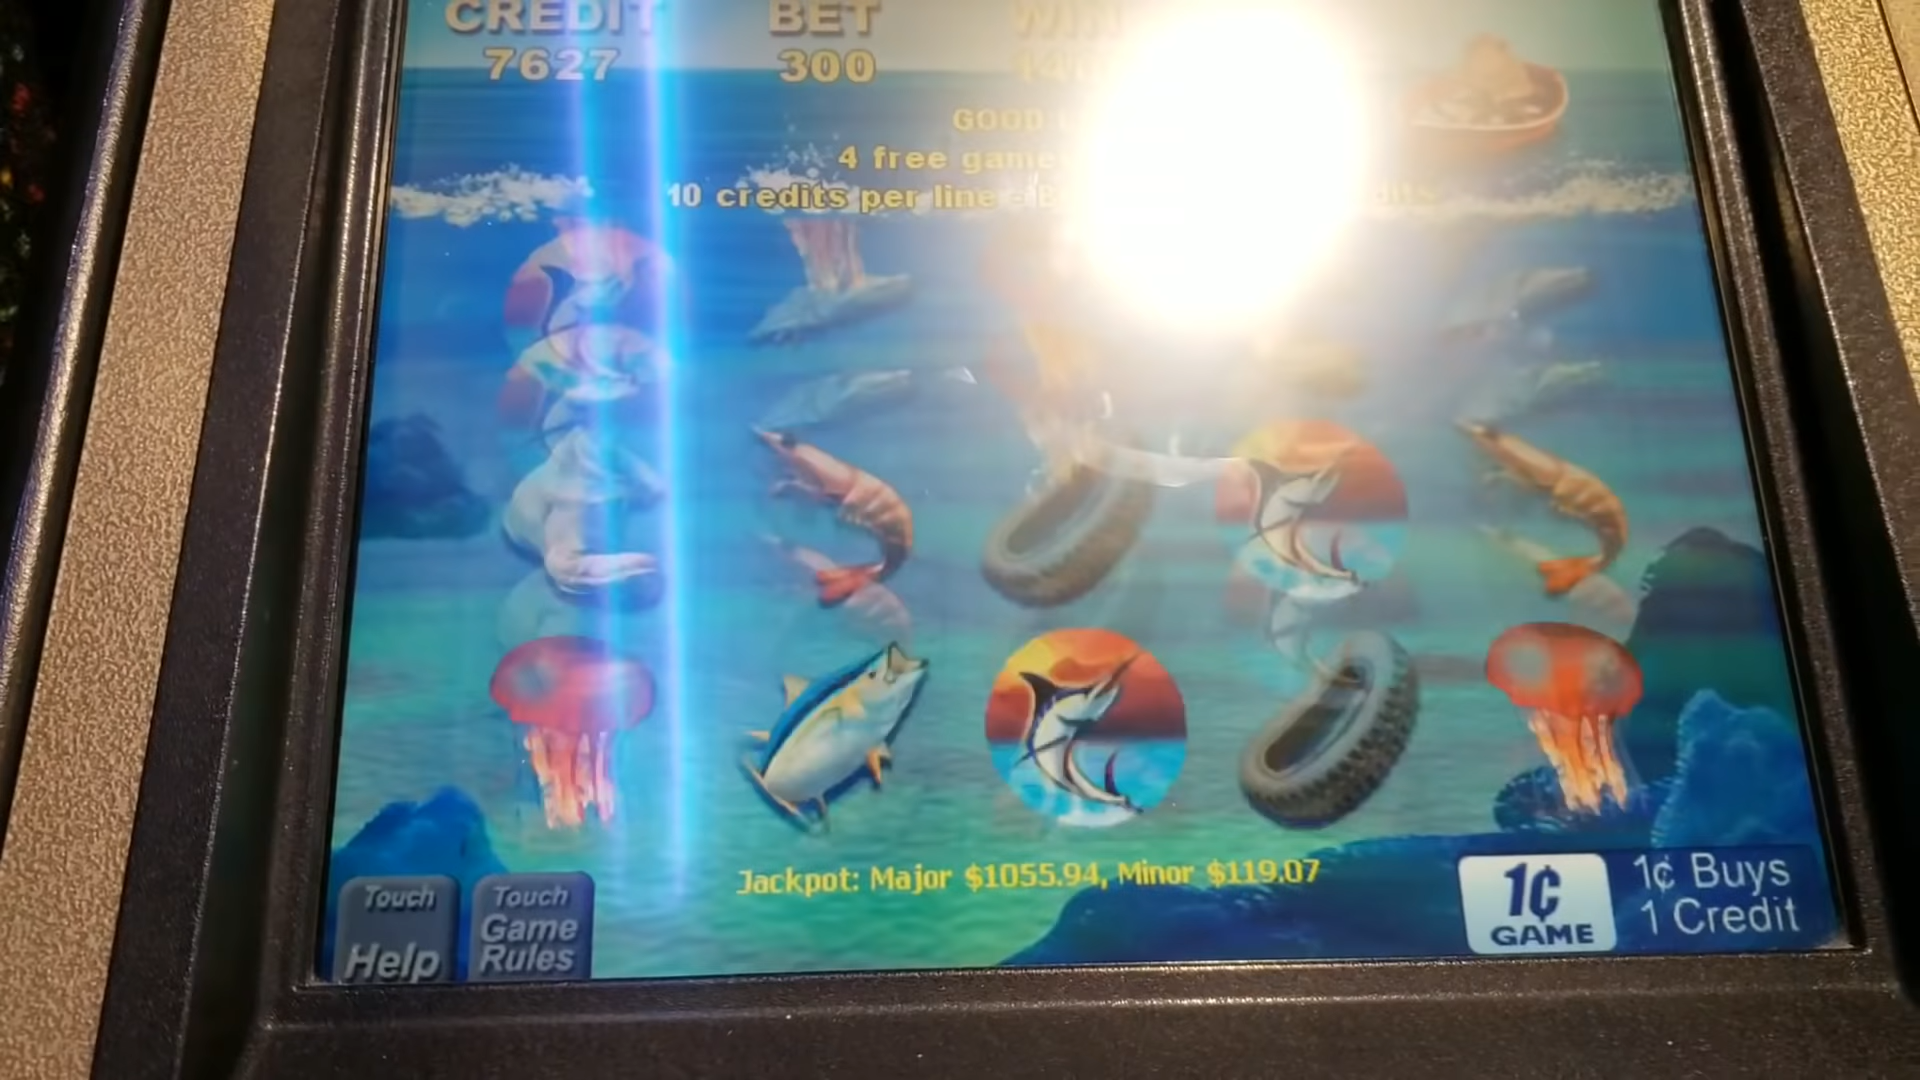 CREDIT BET WIN
7627 300
GOOD
4 free
10 credits per line -
Jackpot: Major $1055.94, Minor $119.07
Touch
Help
Touch
Game
Rules
1¢
GAME
1¢ Buys
1 Credit